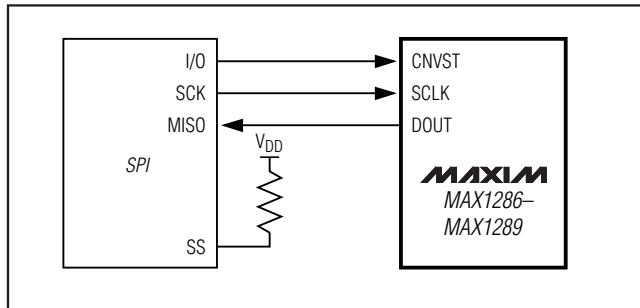 I/O
SCK
MISO
SPI
VDD
SS
CNVST
SCLK
DOUT
MAXIM
MAX1286–
MAX1289